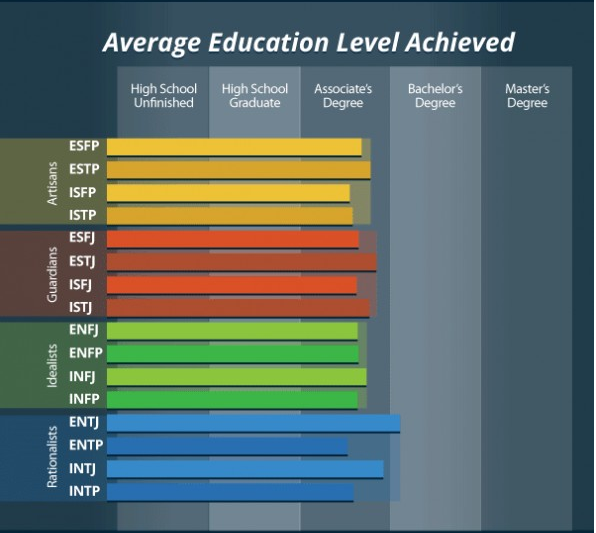 Average Education Level Achieved
High School Unfinished
High School Graduate
Associate's Degree
Bachelor's Degree
Master's Degree
Artisans
ESFP
ESTP
ISFP
ISTP
Guardians
ESFJ
ESTJ
ISFJ
ISTJ
Idealists
ENFJ
ENFP
INFJ
INFP
Rationalists
ENTJ
ENTP
INTJ
INTP